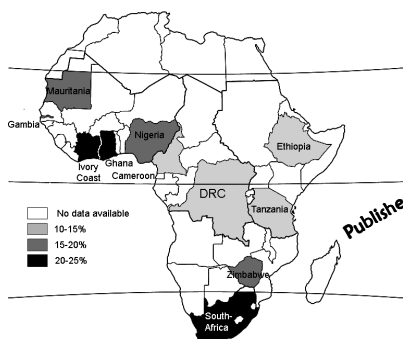 Mauritania
Gambia
Nigeria
Ethiopia
Ivory
Coast
Ghana
Cameroon
DRC
Tanzania
Publishe
No data available
10-15%
15-20%
20-25%
Zimbabwe
South-
Africa